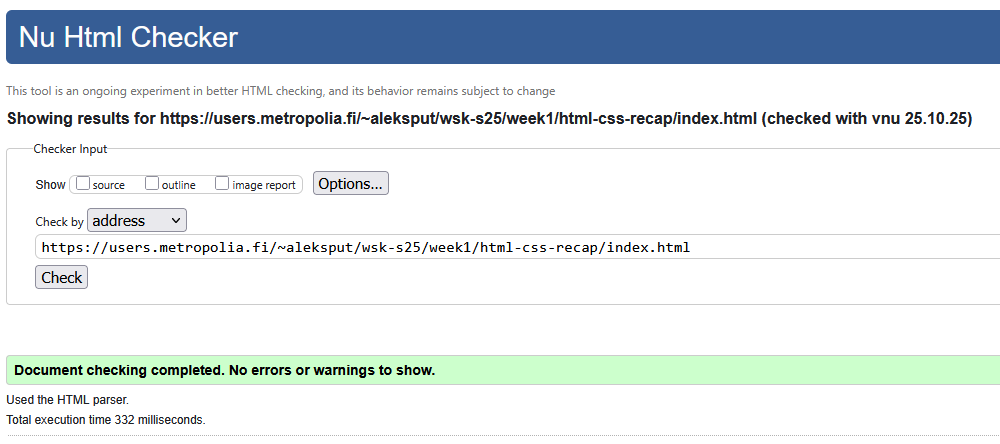 Nu Html Checker
This tool is an ongoing experiment in better HTML checking, and its behavior remains subject to change
Showing results for https://users.metropolia.fi/~aleksput/wsk-s25/week1/html-css-recap/index.html (checked with vnu 25.10.25)
Checker Input
Show source outline image report Options...
Check by address
https://users.metropolia.fi/~aleksput/wsk-s25/week1/html-css-recap/index.html
Check
Document checking completed. No errors or warnings to show.
Used the HTML parser.
Total execution time 332 milliseconds.